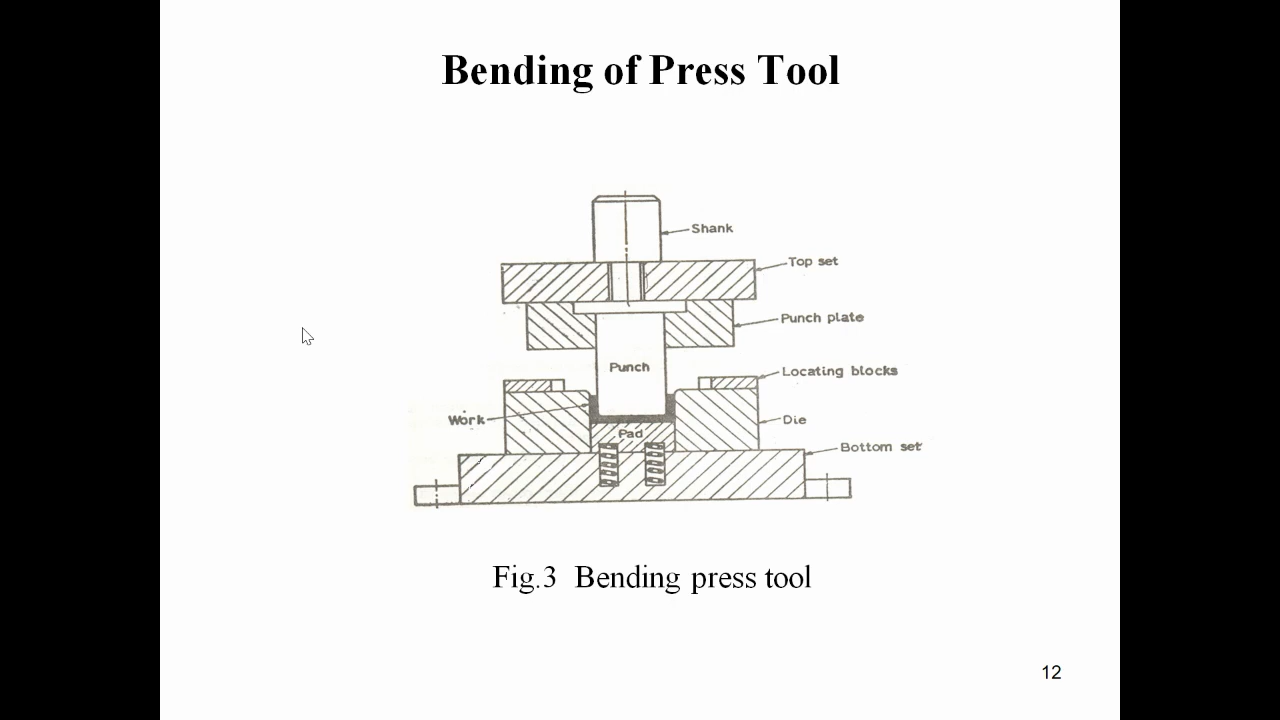 Bending of Press Tool
Shank
Top set
Punch plate
Punch
Locating blocks
Work
Die
Pad
Bottom set
Fig.3 Bending press tool
12